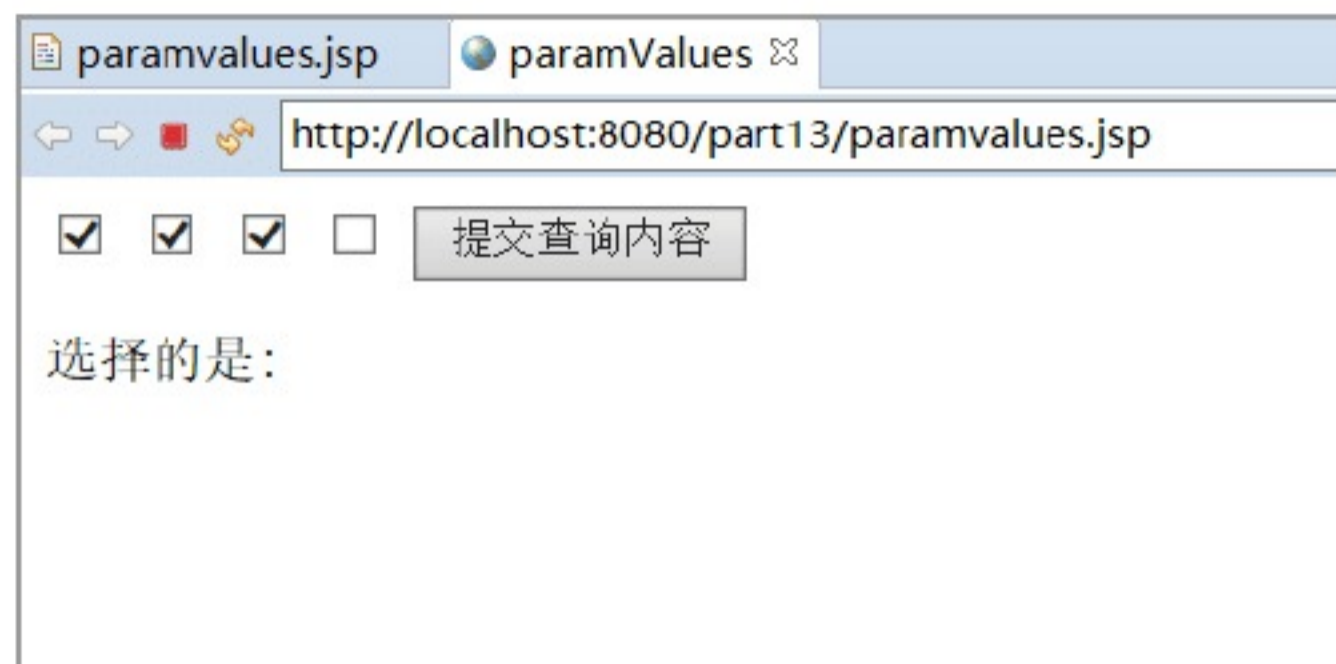 paramvalues.jsp paramValues
http://localhost:8080/part13/paramvalues.jsp
提交查询内容
选择的是: